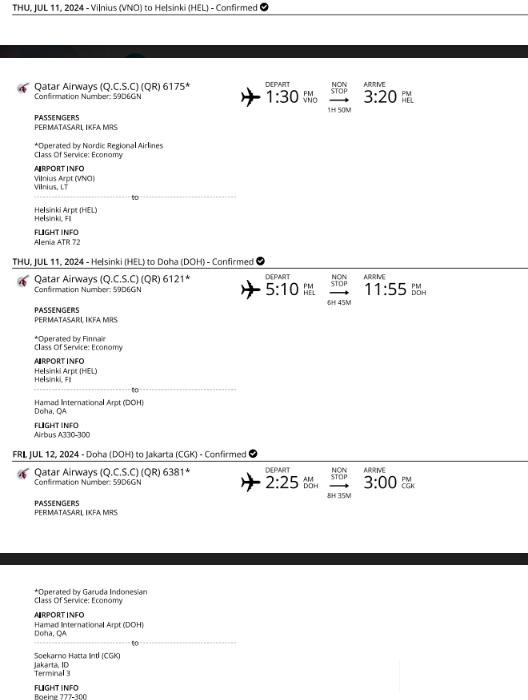 THU, JUL 11, 2024 - Vilnius (VNO) to Helsinki (HEL) - Confirmed
Qatar Airways (Q.C.S.C) (QR) 6175*
Confirmation Number: 59D6GN
DEPART
1:30 PM VNO
NON STOP
1H 50M
ARRIVE
3:20 PM HEL
PASSENGERS
PERMATASARI, IKFA MRS
*Operated by Nordic Regional Airlines
Class Of Service: Economy
AIRPORT INFO
Vilnius Arpt (VNO)
Vilnius, LT
to
Helsinki Arpt (HEL)
Helsinki, FI
FLIGHT INFO
Alenia ATR 72
THU, JUL 11, 2024 - Helsinki (HEL) to Doha (DOH) - Confirmed
Qatar Airways (Q.C.S.C) (QR) 6121*
Confirmation Number: 59D6GN
DEPART
5:10 PM HEL
NON STOP
6H 45M
ARRIVE
11:55 PM DOH
PASSENGERS
PERMATASARI, IKFA MRS
*Operated by Finnair
Class Of Service: Economy
AIRPORT INFO
Helsinki Arpt (HEL)
Helsinki, FI
to
Hamad International Arpt (DOH)
Doha, QA
FLIGHT INFO
Airbus A330-300
FRI, JUL 12, 2024 - Doha (DOH) to Jakarta (CGK) - Confirmed
Qatar Airways (Q.C.S.C) (QR) 6381*
Confirmation Number: 59D6GN
DEPART
2:25 AM DOH
NON STOP
8H 35M
ARRIVE
3:00 PM CGK
PASSENGERS
PERMATASARI, IKFA MRS
*Operated by Garuda Indonesian
Class Of Service: Economy
AIRPORT INFO
Hamad International Arpt (DOH)
Doha, QA
to
Soekarno Hatta Intl (CGK)
Jakarta, ID
Terminal 3
FLIGHT INFO
Boeing 777-300